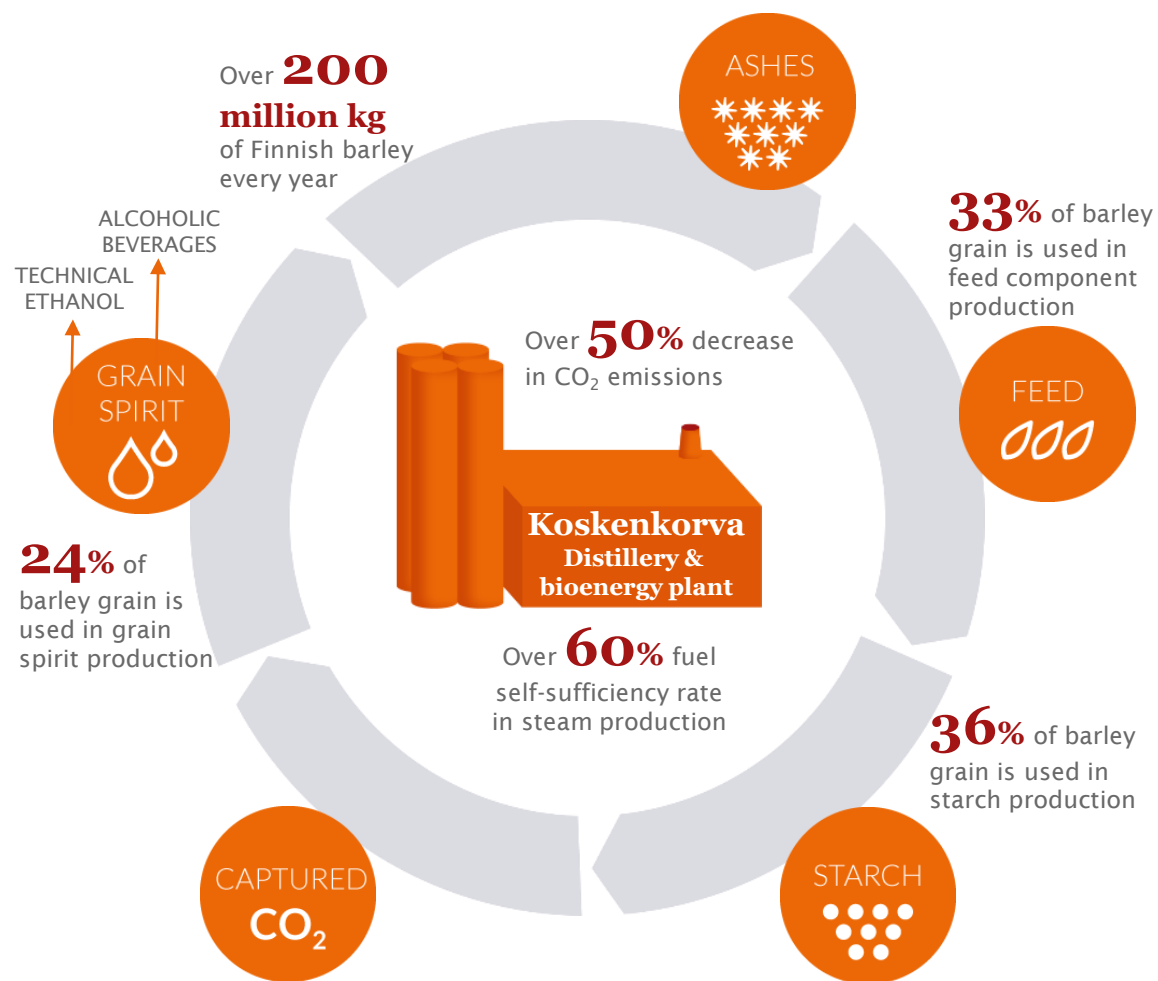 Over 200
million kg
of Finnish barley
every year
ASHES
33% of barley
grain is used in
feed component
production
FEED
36% of barley
grain is used in
starch production
STARCH
CAPTURED
CO₂
24% of
barley grain is
used in grain
spirit production
GRAIN
SPIRIT
TECHNICAL
ETHANOL
ALCOHOLIC
BEVERAGES
Over 50% decrease
in CO₂ emissions
Koskenkorva
Distillery &
bioenergy plant
Over 60% fuel
self-sufficiency rate
in steam production